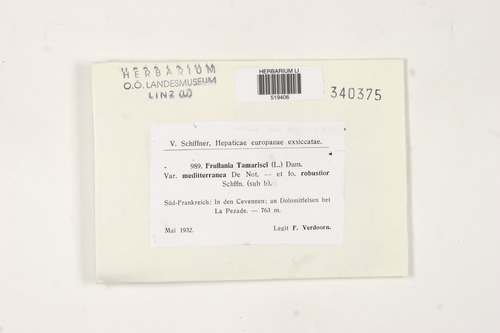 HERBARIUM
O.Ö. LANDESMUSEUM
LINZ (LI)
HERBARIUM LI
519406
340375
V. Schiffner, Hepaticae europaeae exsiccatae.
989. Frullania Tamarisci (L.) Dum.
Var. meditterranea De Not. — et fo. robustior
Schffn. (sub b).
Süd-Frankreich: In den Cevennen; an Dolomitfelsen bei
La Pezade. — 763 m.
Mai 1932. Legit F. Verdoorn.